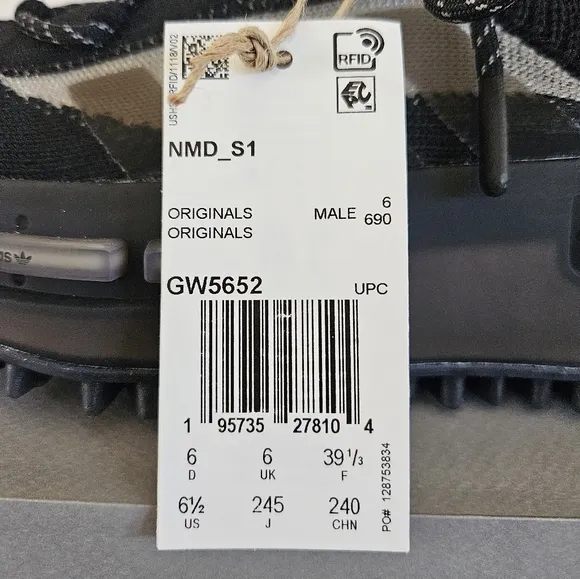 RFID
NMD_S1
ORIGINALS MALE 6
ORIGINALS 690
GW5652 UPC
1 95735 27810 4
6 6 39 1/3
D UK F
6½ 245 240
US J CHN
PO# 128753834